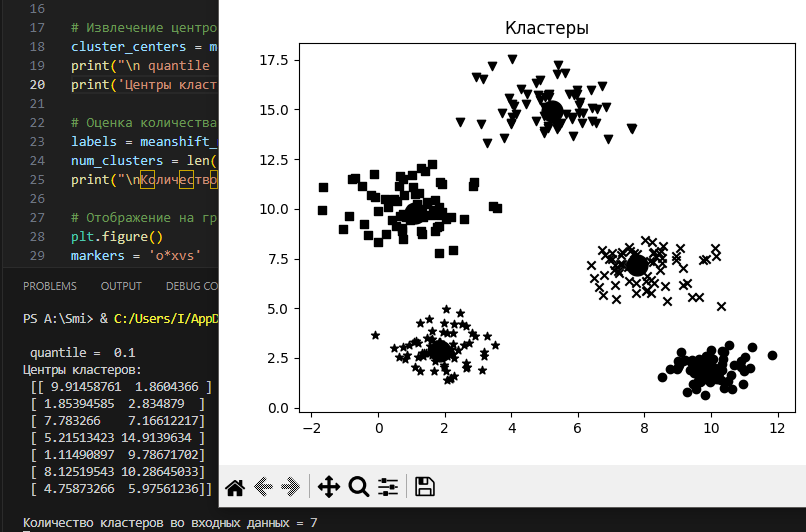 16
17 # Извлечение центро
18 cluster_centers = m
19 print("\n quantile
20 print('Центры класт
21
22 # Оценка количества
23 labels = meanshift_
24 num_clusters = len(
25 print("\nКоличество
26
27 # Отображение на гр
28 plt.figure()
29 markers = 'o*xvs'
PROBLEMS OUTPUT DEBUG CO
PS A:\Smi> & C:/Users/I/AppD
quantile = 0.1
Центры кластеров:
[[ 9.91458761 1.8604366 ]
[ 1.85394585 2.834879 ]
[ 7.783266 7.16612217]
[ 5.21513423 14.9139634 ]
[ 1.11490897 9.78671702]
[ 8.12519543 10.28645033]
[ 4.75873266 5.97561236]]
Количество кластеров во входных данных = 7
Кластеры
17.5
15.0
12.5
10.0
7.5
5.0
2.5
0.0
−2 0 2 4 6 8 10 12